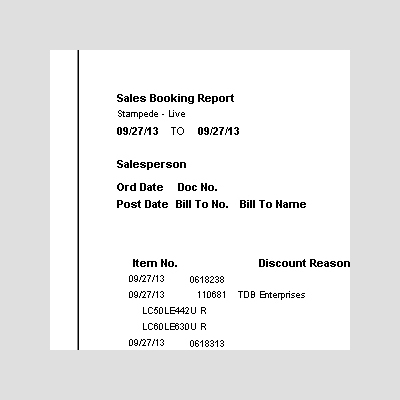 Sales Booking Report
Stampede - Live
09/27/13 TO 09/27/13
Salesperson
Ord Date Doc No.
Post Date Bill To No. Bill To Name
Item No. Discount Reason
09/27/13 0618238
09/27/13 110681 TDB Enterprises
LC50LE442U R
LC60LE630U R
09/27/13 0618313